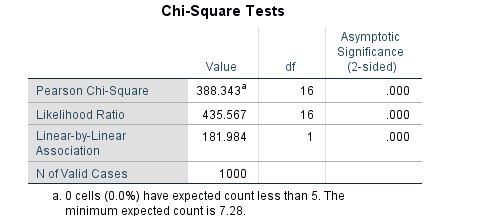 Chi-Square Tests
Asymptotic
Significance
Value df (2-sided)
Pearson Chi-Square 388.343a 16 .000
Likelihood Ratio 435.567 16 .000
Linear-by-Linear
Association 181.984 1 .000
N of Valid Cases 1000
a. 0 cells (0.0%) have expected count less than 5. The
minimum expected count is 7.28.